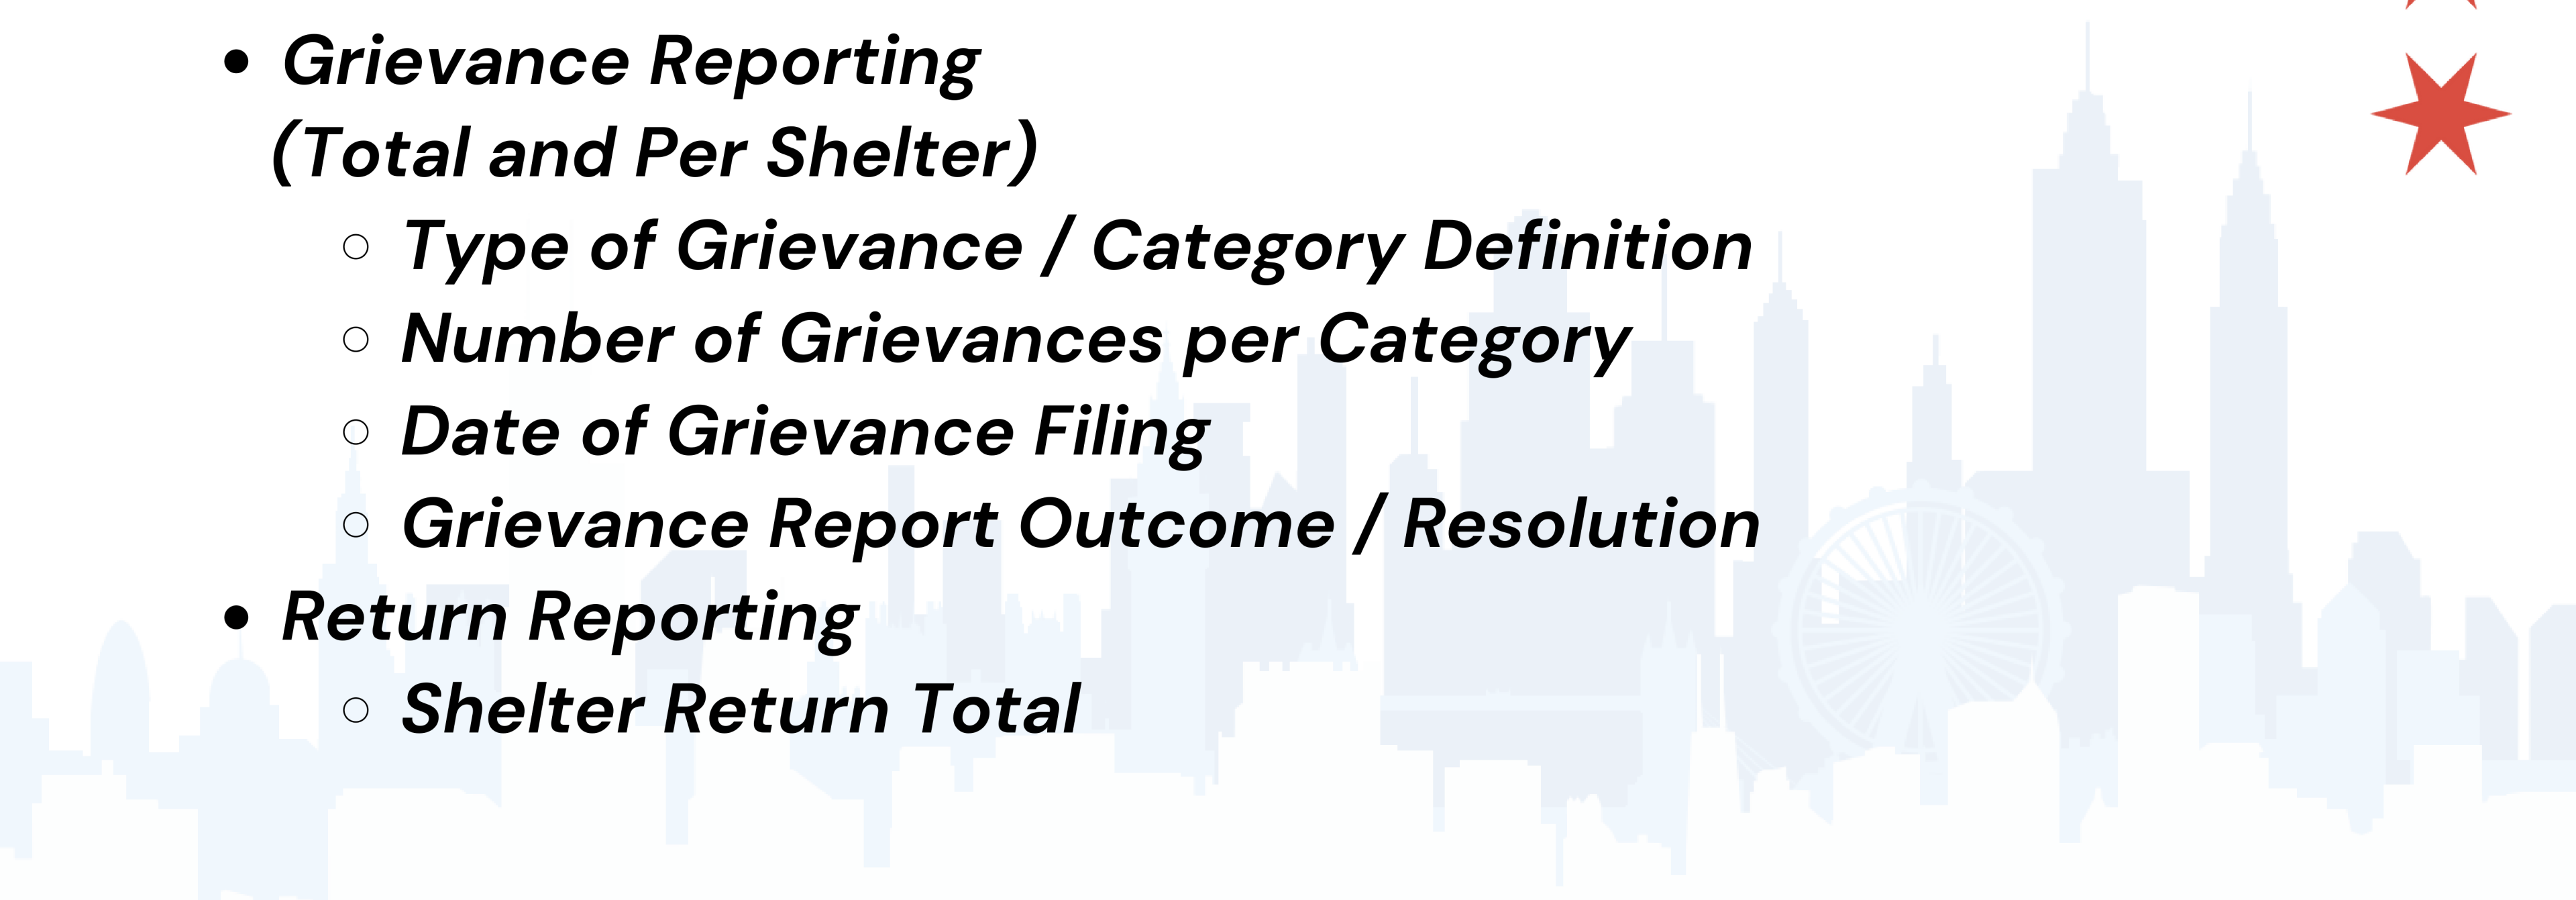 • Grievance Reporting
(Total and Per Shelter)
○ Type of Grievance / Category Definition
○ Number of Grievances per Category
○ Date of Grievance Filing
○ Grievance Report Outcome / Resolution
• Return Reporting
○ Shelter Return Total